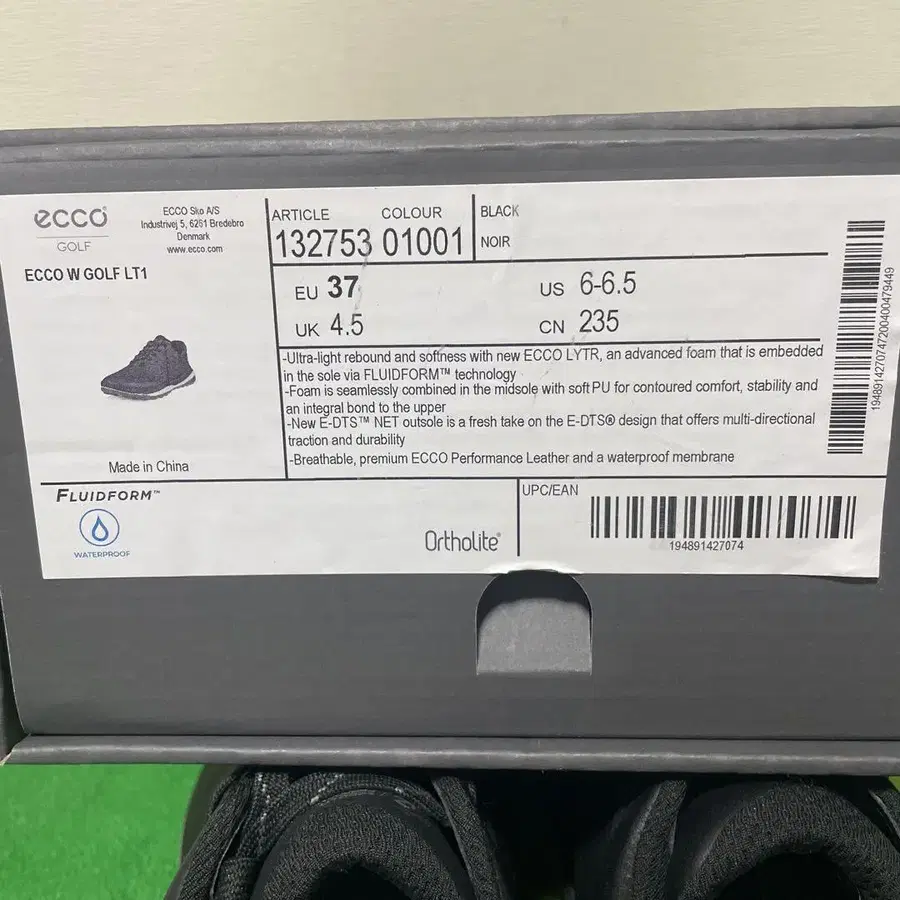 ecco
GOLF
ECCO Sko A/S
Industrivej 5, 6261 Bredebro
Denmark
www.ecco.com
ECCO W GOLF LT1
Made in China
ARTICLE COLOUR
132753 01001
BLACK
NOIR
EU 37
US 6-6.5
UK 4.5
CN 235
-Ultra-light rebound and softness with new ECCO LYTR, an advanced foam that is embedded
in the sole via FLUIDFORM™ technology
-Foam is seamlessly combined in the midsole with soft PU for contoured comfort, stability and
an integral bond to the upper
-New E-DTS™ NET outsole is a fresh take on the E-DTS® design that offers multi-directional
traction and durability
-Breathable, premium ECCO Performance Leather and a waterproof membrane
19489142707472004004 79449
FLUIDFORM™
WATERPROOF
Ortholite®
UPC/EAN
194891427074